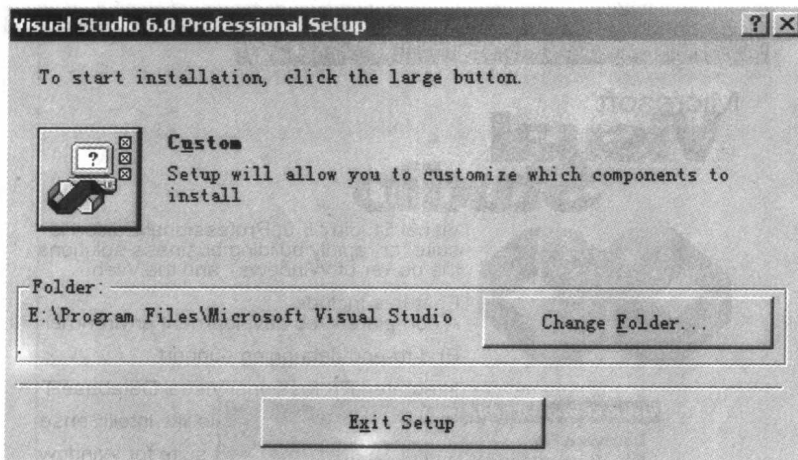 Visual Studio 6.0 Professional Setup
To start installation, click the large button.
Custom
Setup will allow you to customize which components to
install
Folder:
E:\Program Files\Microsoft Visual Studio
Change Folder...
Exit Setup